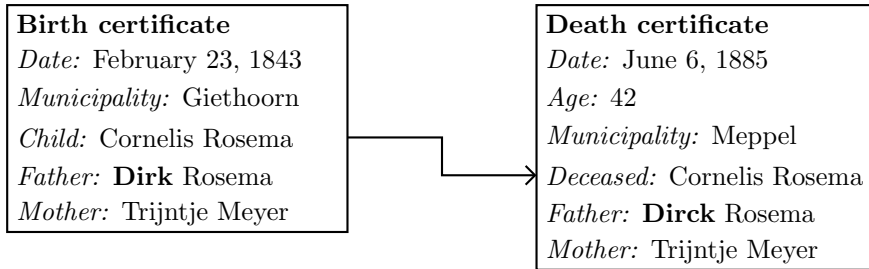 Birth certificate
Date: February 23, 1843
Municipality: Giethoorn
Child: Cornelis Rosema
Father: Dirk Rosema
Mother: Trijntje Meyer
Death certificate
Date: June 6, 1885
Age: 42
Municipality: Meppel
Deceased: Cornelis Rosema
Father: Dirck Rosema
Mother: Trijntje Meyer